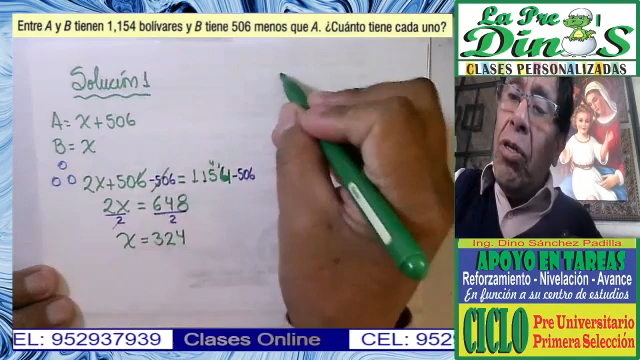 Entre A y B tienen 1,154 bolivares y B tiene 506 menos que A. ¿Cuánto tiene cada uno?
Solución 1
A = x + 506
B = x
2x + 506 - 506 = 1154 - 506
2x = 648
2 2
x = 324
La Pre
DinoS
CLASES PERSONALIZADAS
Ing. Dino Sánchez Padilla
APOYO EN TAREAS
Reforzamiento - Nivelación - Avance
En función a su centro de estudios
CICLO
Pre Universitario
Primera Selección
EL: 952937939 Clases Online CEL: 952